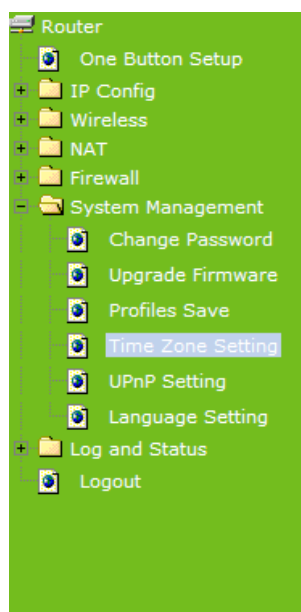 Router
One Button Setup
IP Config
Wireless
NAT
Firewall
System Management
Change Password
Upgrade Firmware
Profiles Save
Time Zone Setting
UPnP Setting
Language Setting
Log and Status
Logout